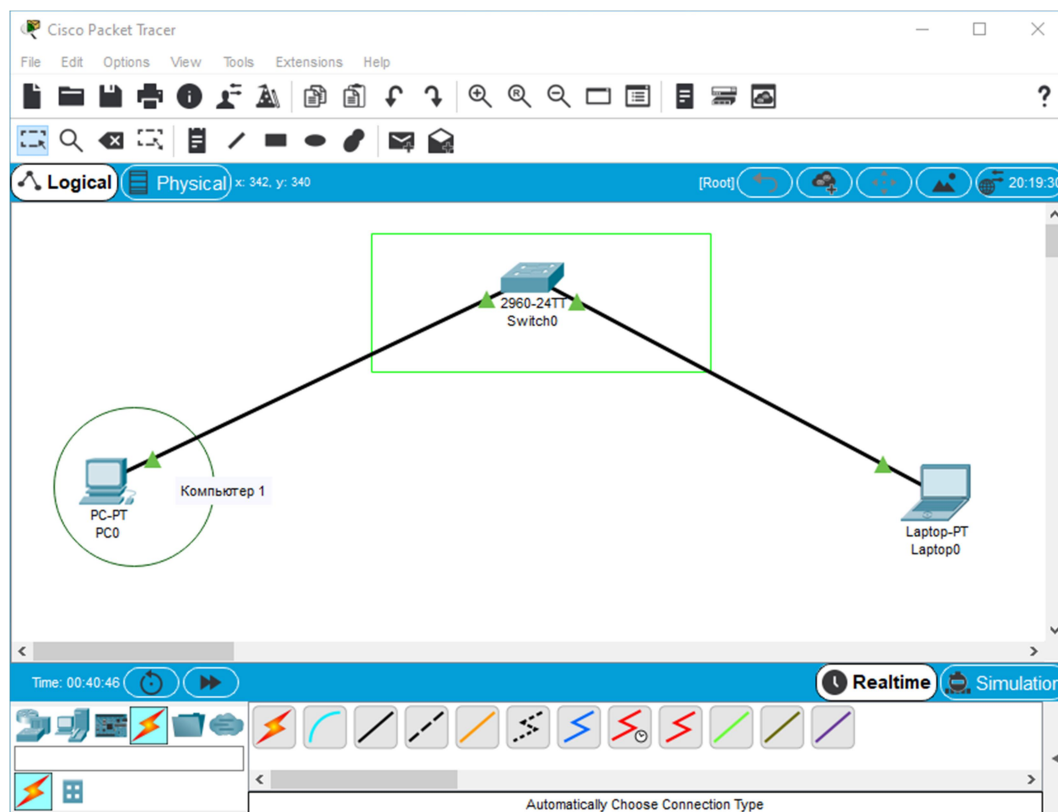 Cisco Packet Tracer
File Edit Options View Tools Extensions Help
?
Logical Physical x: 342, y: 340 [Root] 20:19:30
2960-24TT
Switch0
Компьютер 1
PC-PT
PC0
Laptop-PT
Laptop0
Time: 00:40:46 Realtime Simulation
Automatically Choose Connection Type